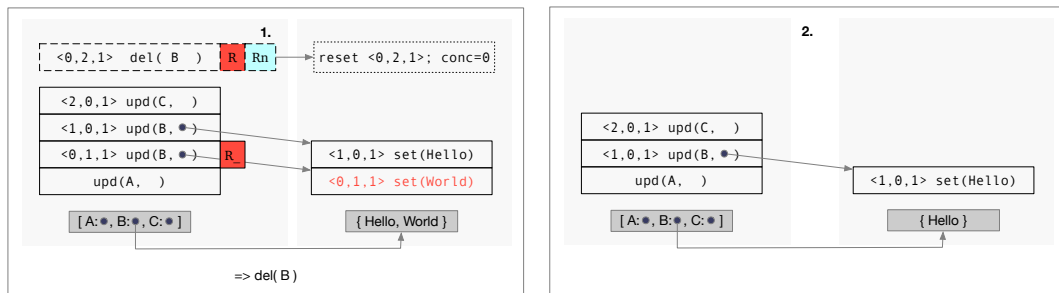 1.
<0,2,1> del( B ) R Rn reset <0,2,1>; conc=0
<2,0,1> upd(C, )
<1,0,1> upd(B, )
<0,1,1> upd(B, ) R_ <1,0,1> set(Hello)
upd(A, ) <0,1,1> set(World)
[ A: , B: , C: ] { Hello, World }
=> del( B )
2.
<2,0,1> upd(C, )
<1,0,1> upd(B, )
upd(A, ) <1,0,1> set(Hello)
[ A: , B: , C: ] { Hello }